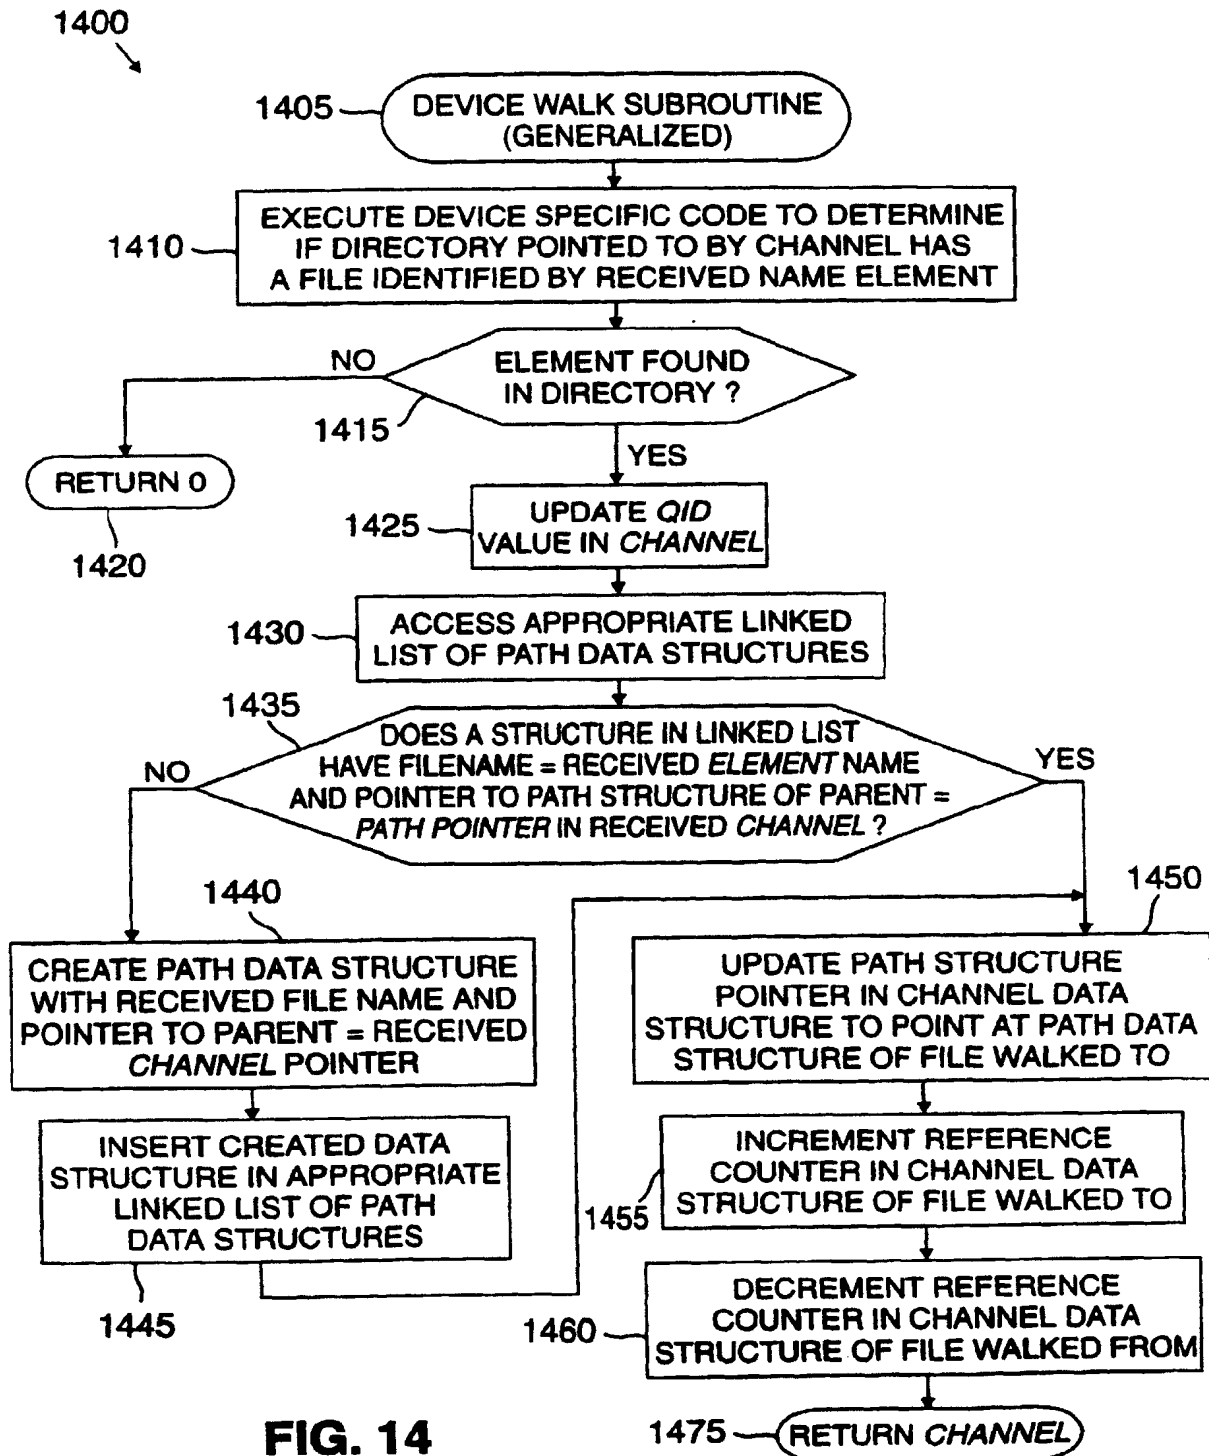 1400
1405
DEVICE WALK SUBROUTINE
(GENERALIZED)
1410
EXECUTE DEVICE SPECIFIC CODE TO DETERMINE
IF DIRECTORY POINTED TO BY CHANNEL HAS
A FILE IDENTIFIED BY RECEIVED NAME ELEMENT
NO
ELEMENT FOUND
IN DIRECTORY ?
1415
YES
RETURN 0
1420
1425
UPDATE QID
VALUE IN CHANNEL
1430
ACCESS APPROPRIATE LINKED
LIST OF PATH DATA STRUCTURES
1435
DOES A STRUCTURE IN LINKED LIST
HAVE FILENAME = RECEIVED ELEMENT NAME
AND POINTER TO PATH STRUCTURE OF PARENT =
PATH POINTER IN RECEIVED CHANNEL ?
NO
YES
1440
CREATE PATH DATA STRUCTURE
WITH RECEIVED FILE NAME AND
POINTER TO PARENT = RECEIVED
CHANNEL POINTER
INSERT CREATED DATA
STRUCTURE IN APPROPRIATE
LINKED LIST OF PATH
DATA STRUCTURES
1445
1450
UPDATE PATH STRUCTURE
POINTER IN CHANNEL DATA
STRUCTURE TO POINT AT PATH DATA
STRUCTURE OF FILE WALKED TO
INCREMENT REFERENCE
COUNTER IN CHANNEL DATA
STRUCTURE OF FILE WALKED TO
1455
DECREMENT REFERENCE
COUNTER IN CHANNEL DATA
STRUCTURE OF FILE WALKED FROM
1460
1475
RETURN CHANNEL
FIG. 14